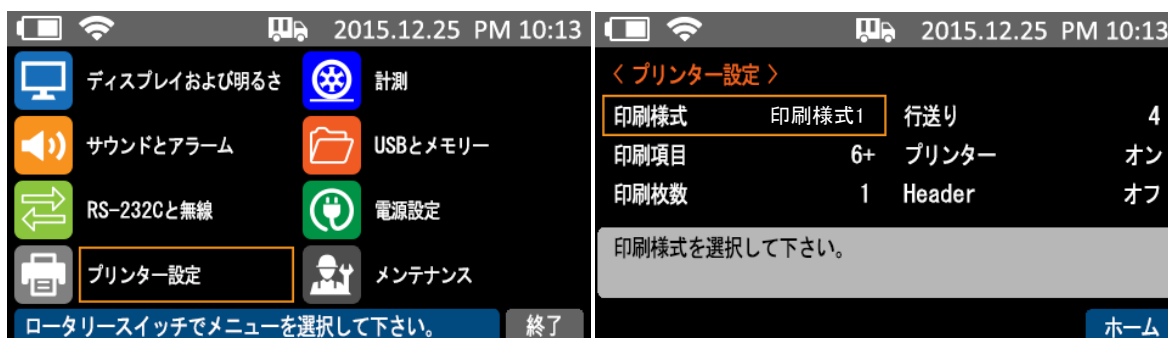 2015.12.25 PM 10:13
ディスプレイおよび明るさ 計測
サウンドとアラーム USBとメモリー
RS-232Cと無線 電源設定
プリンター設定 メンテナンス
ロータリースイッチでメニューを選択して下さい。 終了
2015.12.25 PM 10:13
〈 プリンター設定 〉
印刷様式 印刷様式1 行送り 4
印刷項目 6+ プリンター オン
印刷枚数 1 Header オフ
印刷様式を選択して下さい。
ホーム